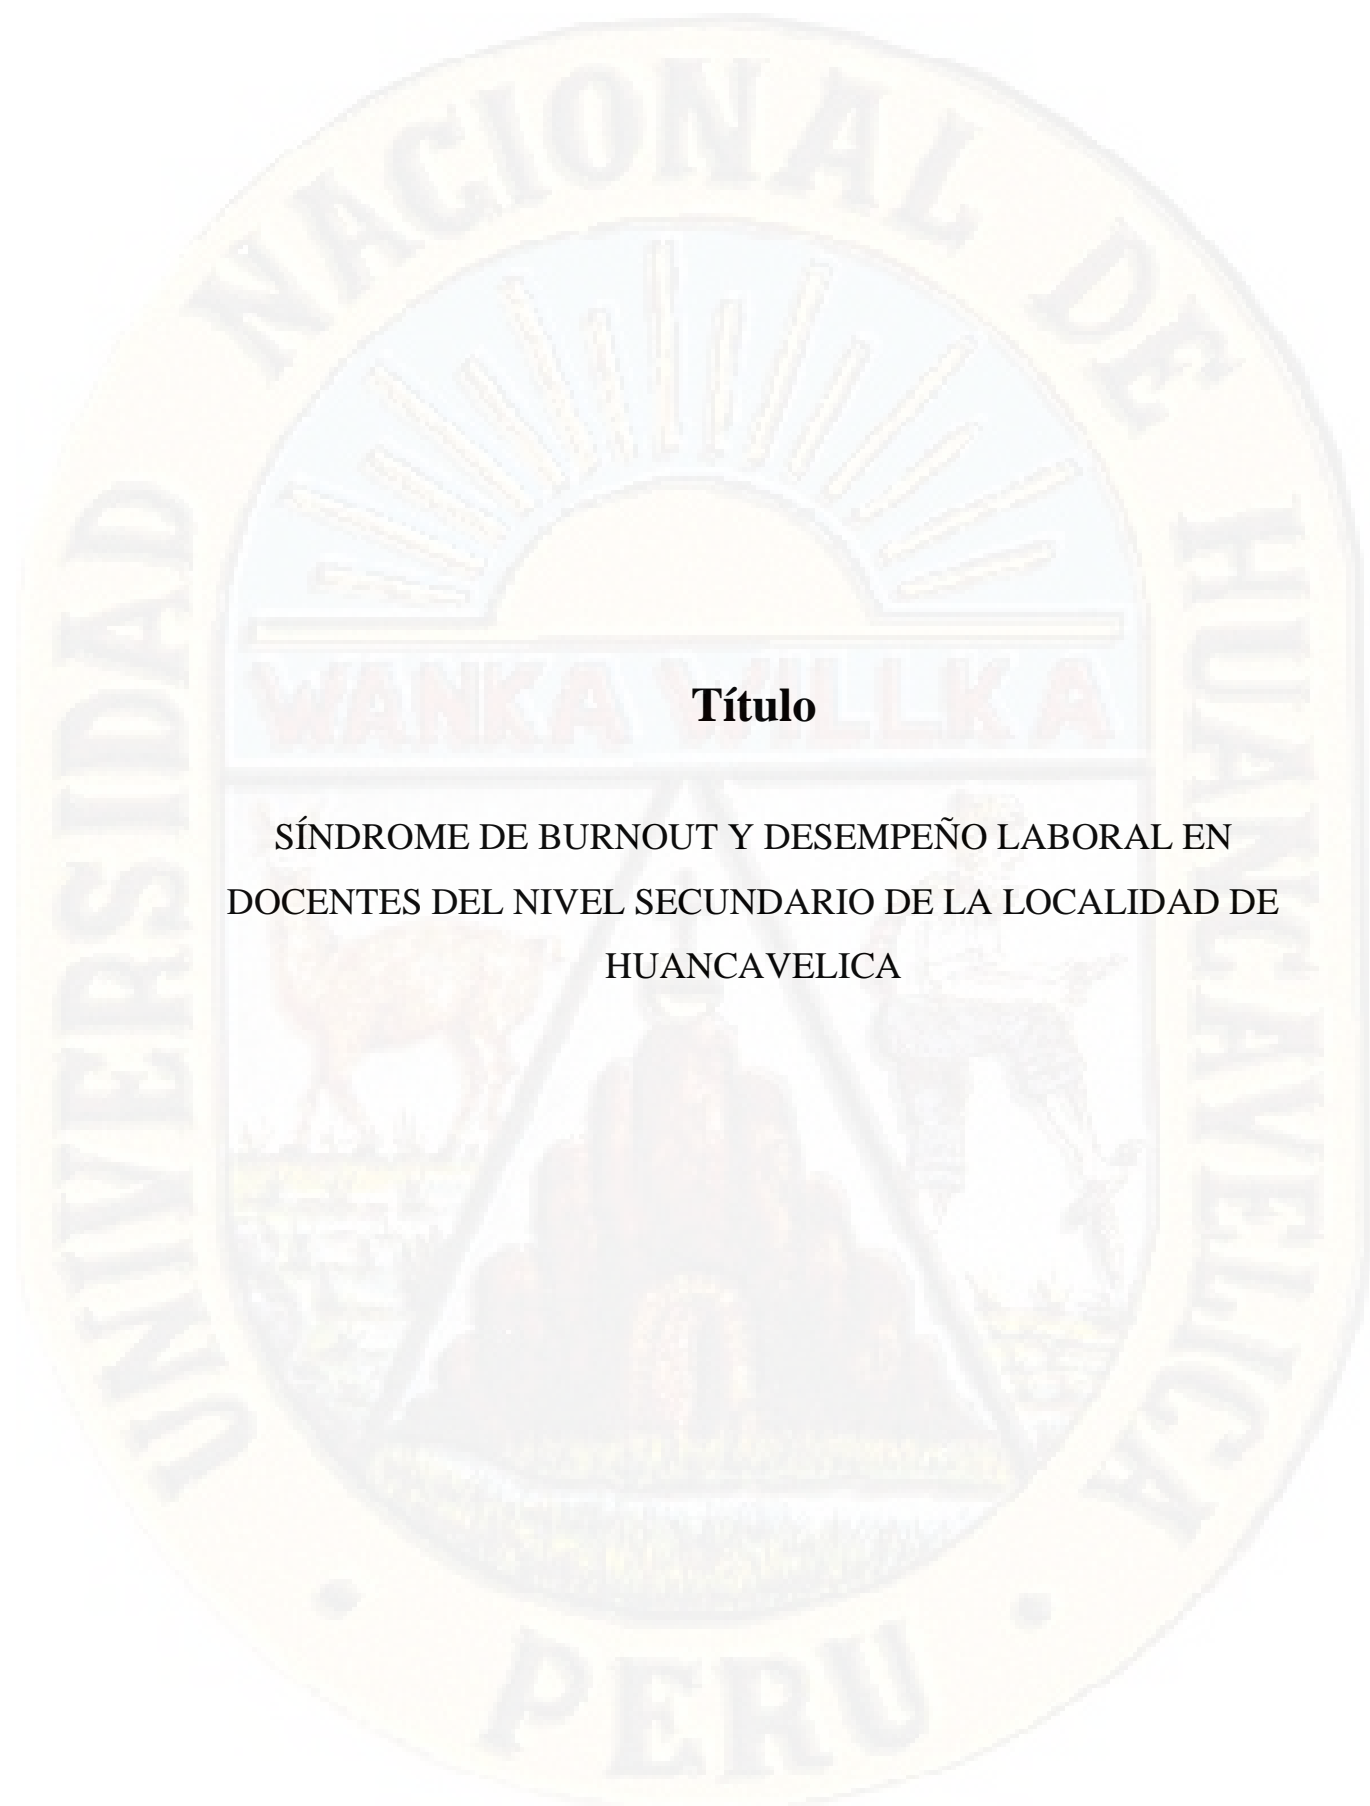 UNIVERSIDAD NACIONAL DE HUANCAVELICA
WANKA WILLKA
Título
SÍNDROME DE BURNOUT Y DESEMPEÑO LABORAL EN
DOCENTES DEL NIVEL SECUNDARIO DE LA LOCALIDAD DE
HUANCAVELICA
PERU